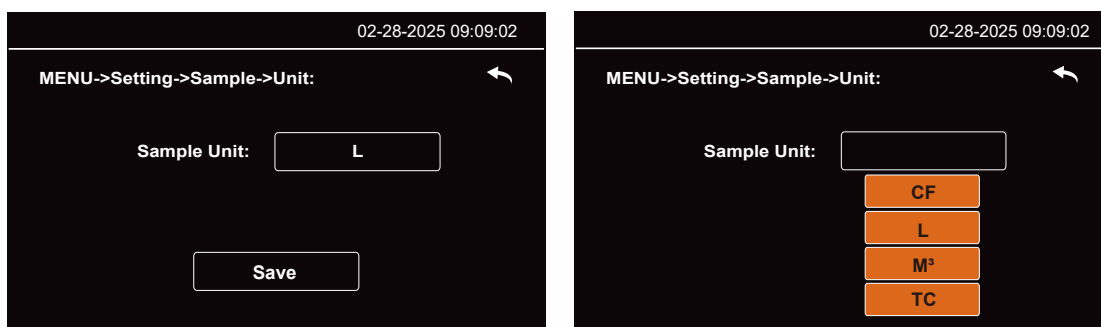 02-28-2025 09:09:02
MENU->Setting->Sample->Unit:
Sample Unit:
L
Save
02-28-2025 09:09:02
MENU->Setting->Sample->Unit:
Sample Unit:
CF
L
M³
TC